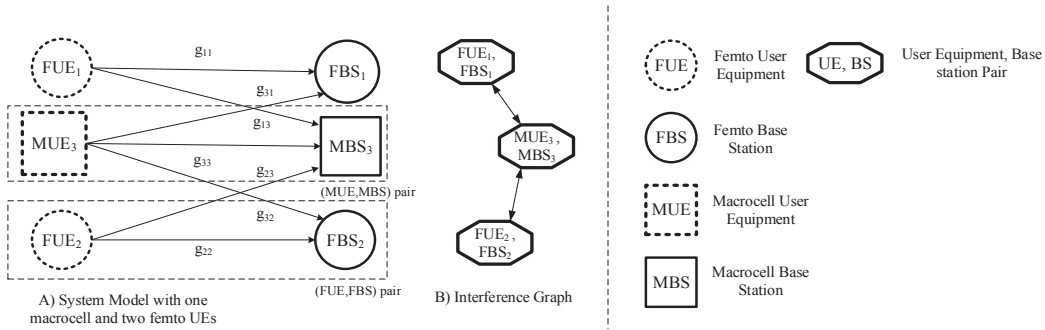 FUE1
g11
FBS1
g31
g13
MUE3
MBS3
g33
g23
(MUE,MBS) pair
FUE2
g32
g22
FBS2
(FUE,FBS) pair
A) System Model with one
macrocell and two femto UEs
FUE1,
FBS1
MUE3 ,
MBS3
FUE2 ,
FBS2
B) Interference Graph
FUE
Femto User
Equipment
UE, BS
User Equipment, Base
station Pair
FBS
Femto Base
Station
MUE
Macrocell User
Equipment
MBS
Macrocell Base
Station